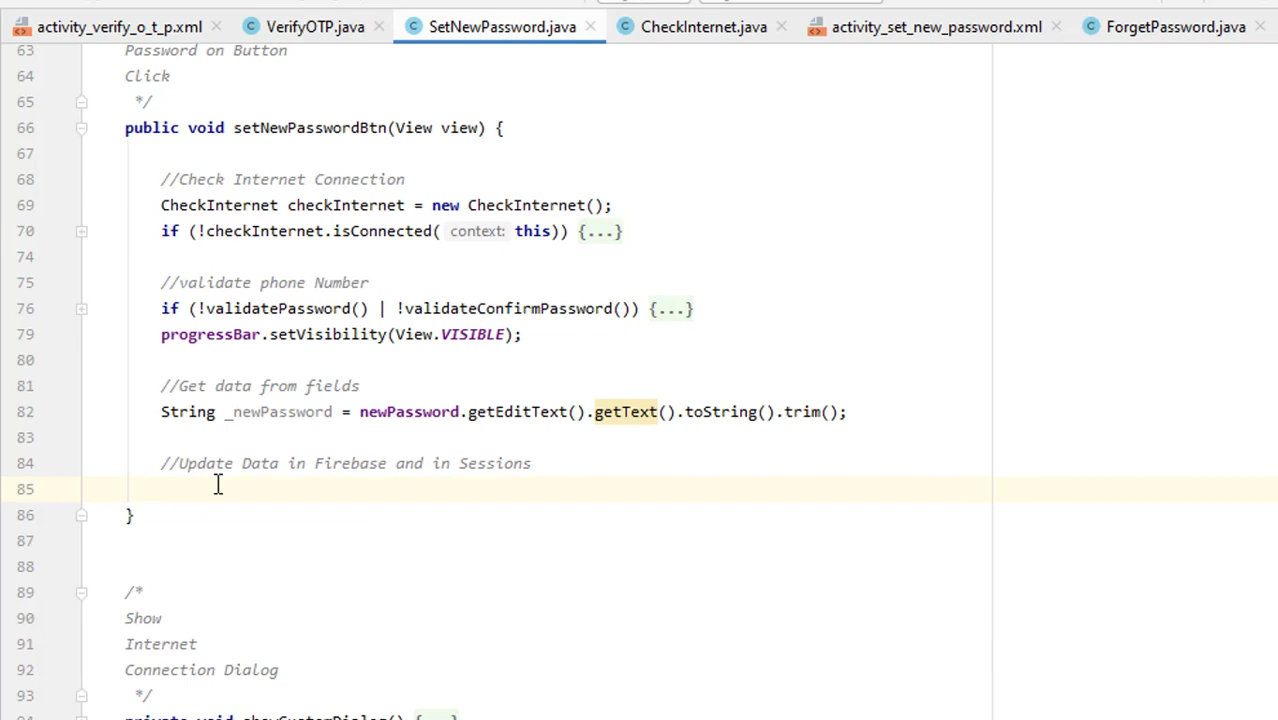 activity_verify_o_t_p.xml VerifyOTP.java SetNewPassword.java CheckInternet.java activity_set_new_password.xml ForgetPassword.java
63 Password on Button
64 Click
65 */
66 public void setNewPasswordBtn(View view) {
67
68 //Check Internet Connection
69 CheckInternet checkInternet = new CheckInternet();
70 if (!checkInternet.isConnected( context: this)) {...}
74
75 //validate phone Number
76 if (!validatePassword() | !validateConfirmPassword()) {...}
79 progressBar.setVisibility(View.VISIBLE);
80
81 //Get data from fields
82 String _newPassword = newPassword.getEditText().getText().toString().trim();
83
84 //Update Data in Firebase and in Sessions
85
86 }
87
88
89 /*
90 Show
91 Internet
92 Connection Dialog
93 */
94 private void showCustomDialog() {...}